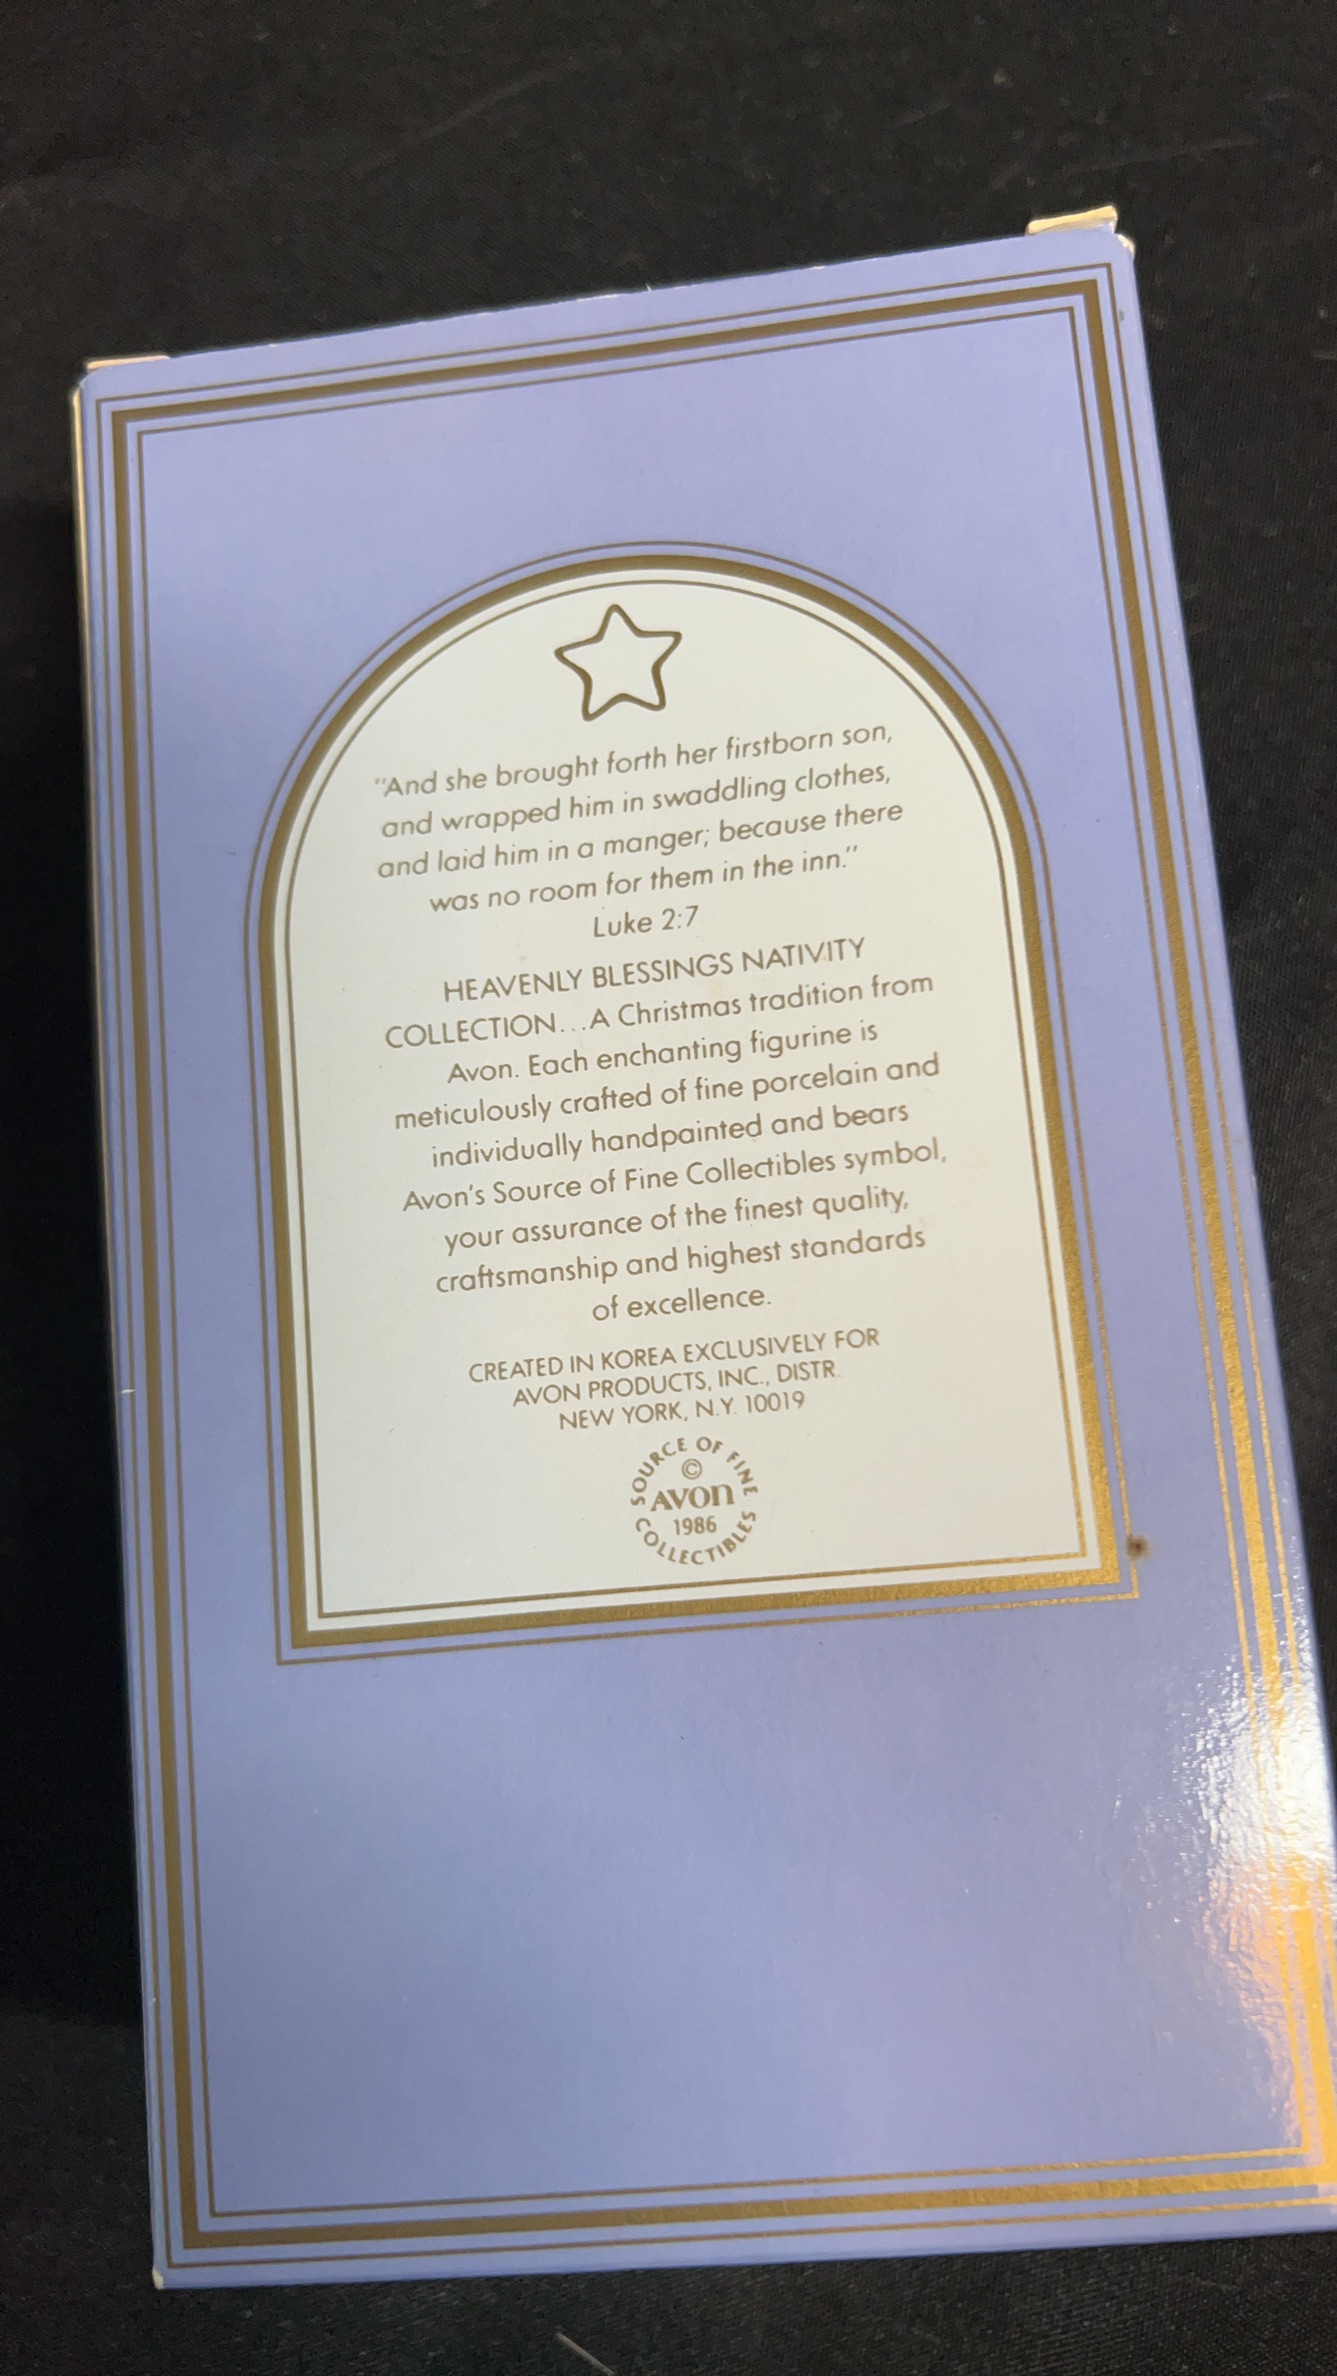 "And she brought forth her firstborn son,
and wrapped him in swaddling clothes,
and laid him in a manger; because there
was no room for them in the inn."
Luke 2:7
HEAVENLY BLESSINGS NATIVITY
COLLECTION...A Christmas tradition from
Avon. Each enchanting figurine is
meticulously crafted of fine porcelain and
individually handpainted and bears
Avon's Source of Fine Collectibles symbol,
your assurance of the finest quality,
craftsmanship and highest standards
of excellence.
CREATED IN KOREA EXCLUSIVELY FOR
AVON PRODUCTS, INC., DISTR.
NEW YORK, N.Y. 10019
SOURCE OF FINE
©
AVON
1986
COLLECTIBLES